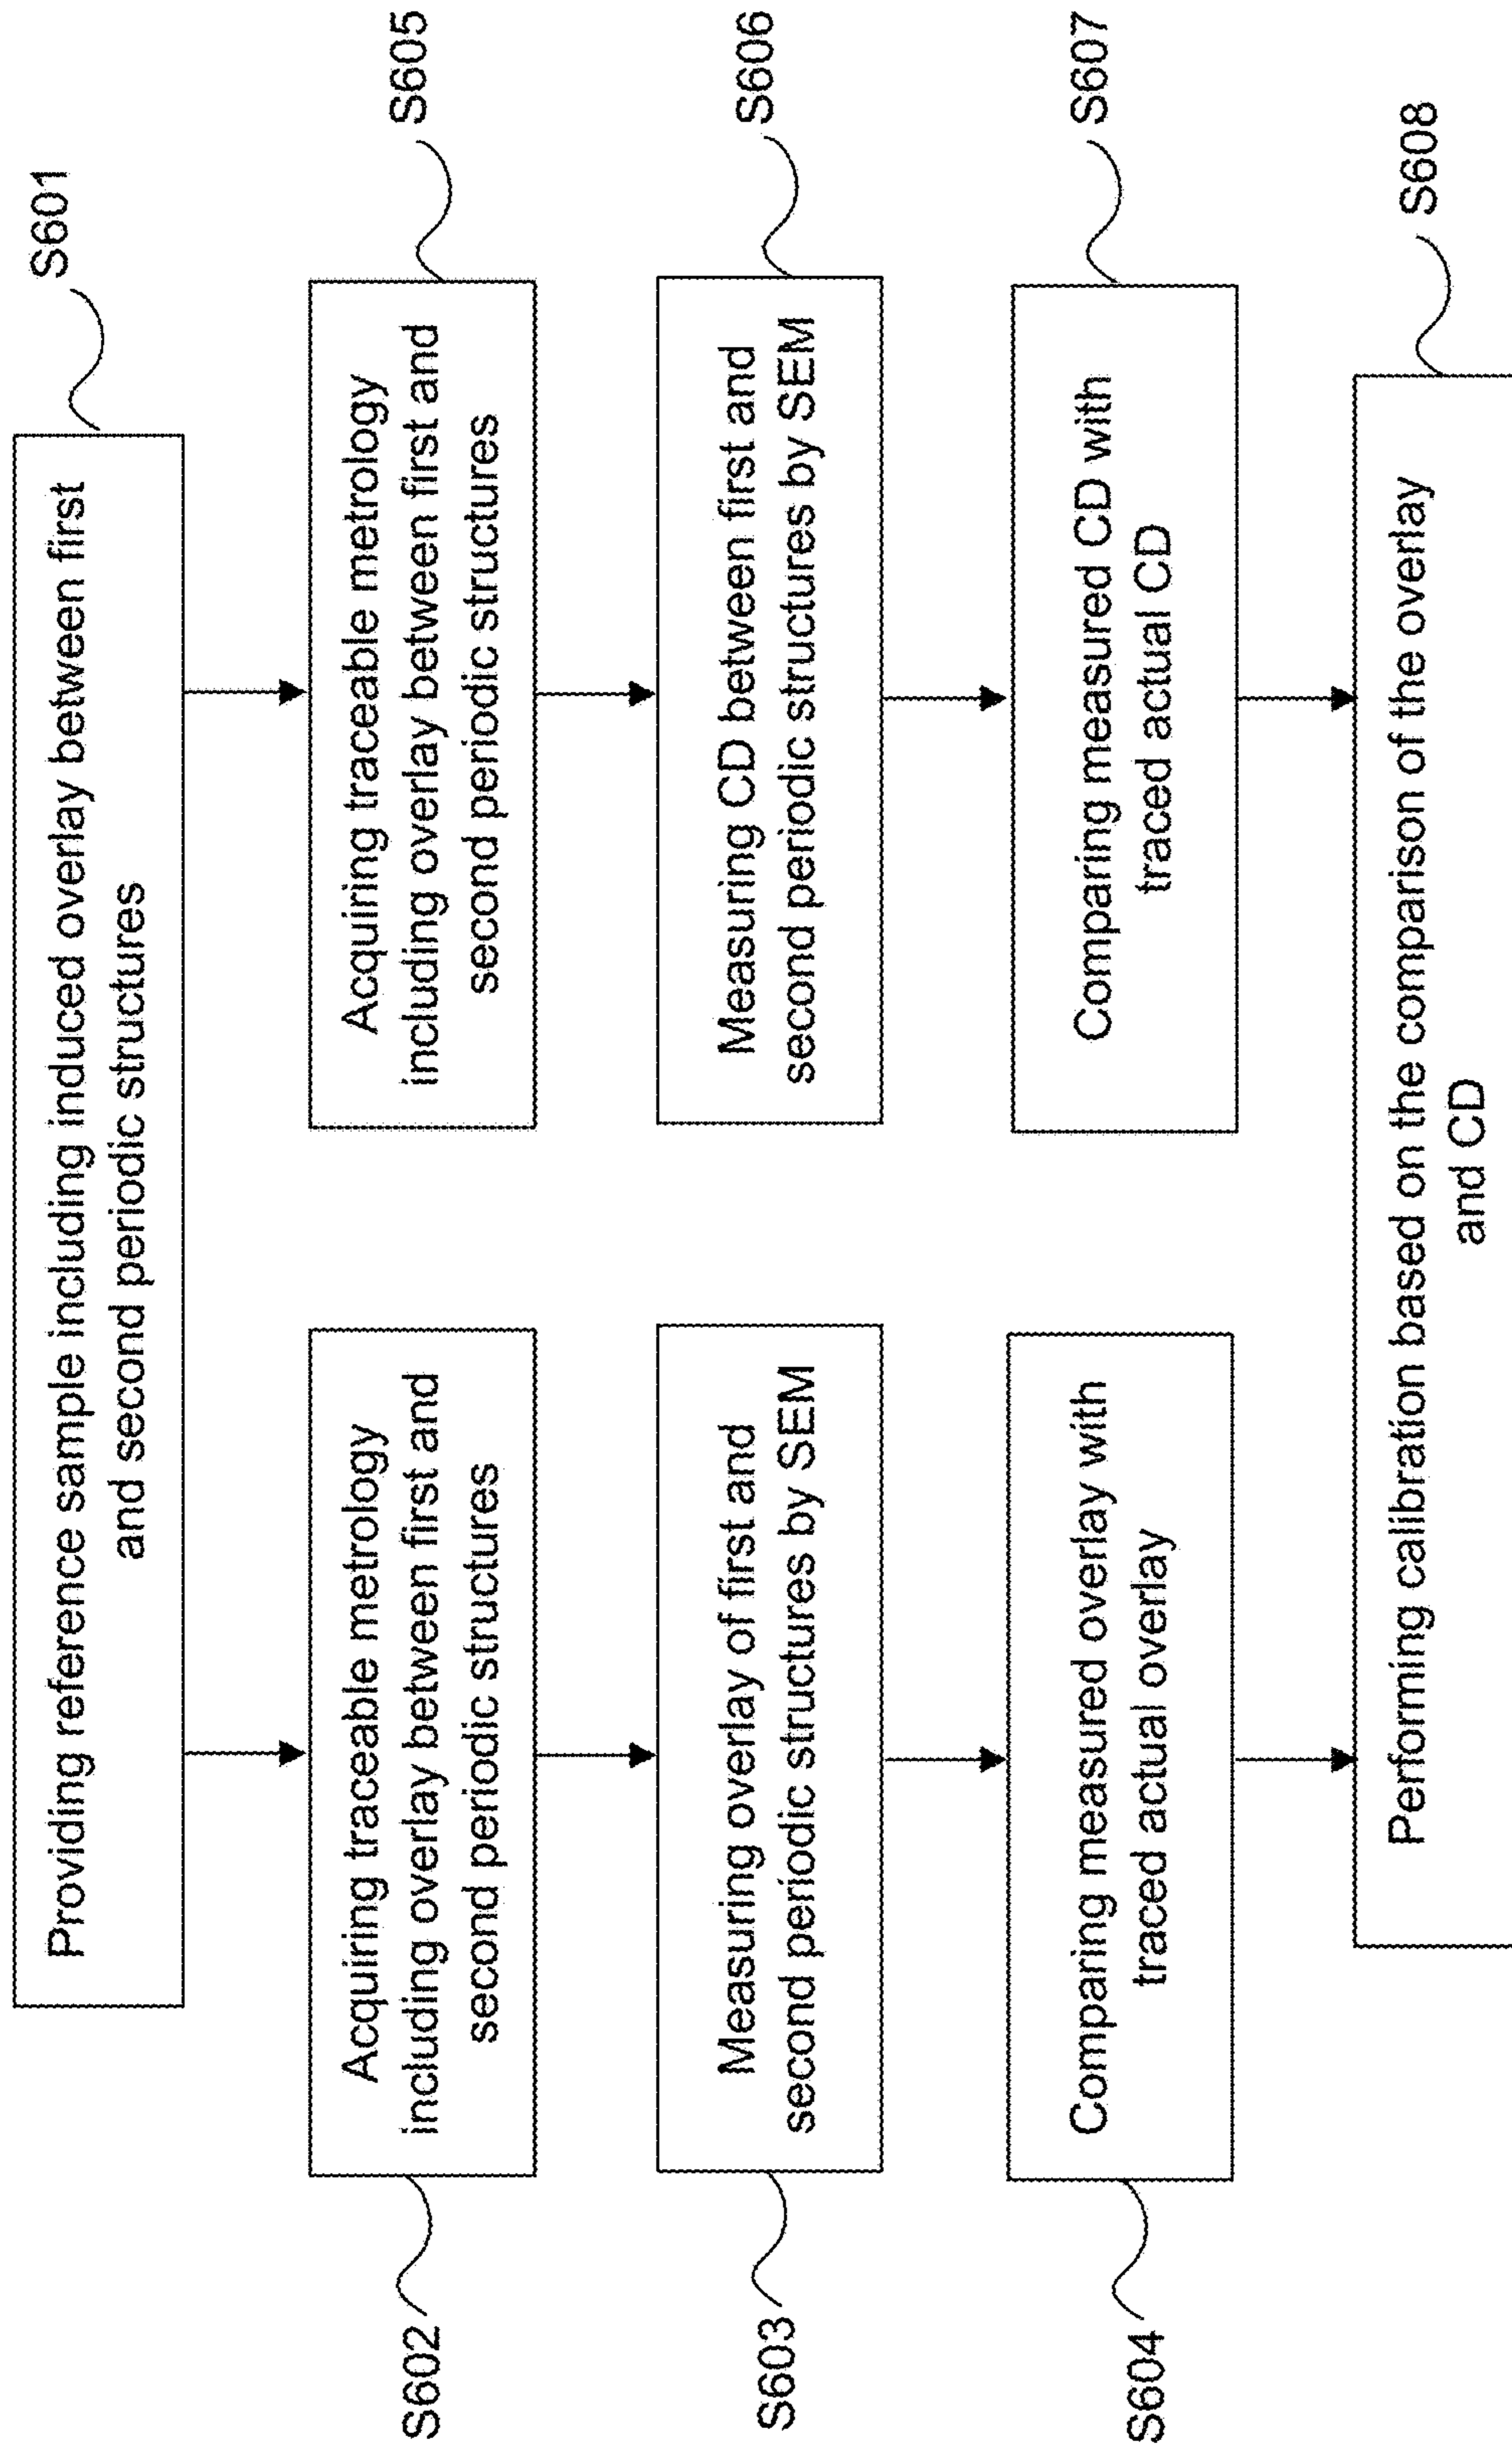 S601
Providing reference sample including induced overlay between first
and second periodic structures
S602
Acquiring traceable metrology
including overlay between first and
second periodic structures
S605
Acquiring traceable metrology
including overlay between first and
second periodic structures
S603
Measuring overlay of first and
second periodic structures by SEM
S606
Measuring CD between first and
second periodic structures by SEM
S604
Comparing measured overlay with
traced actual overlay
S607
Comparing measured CD with
traced actual CD
S608
Performing calibration based on the comparison of the overlay
and CD